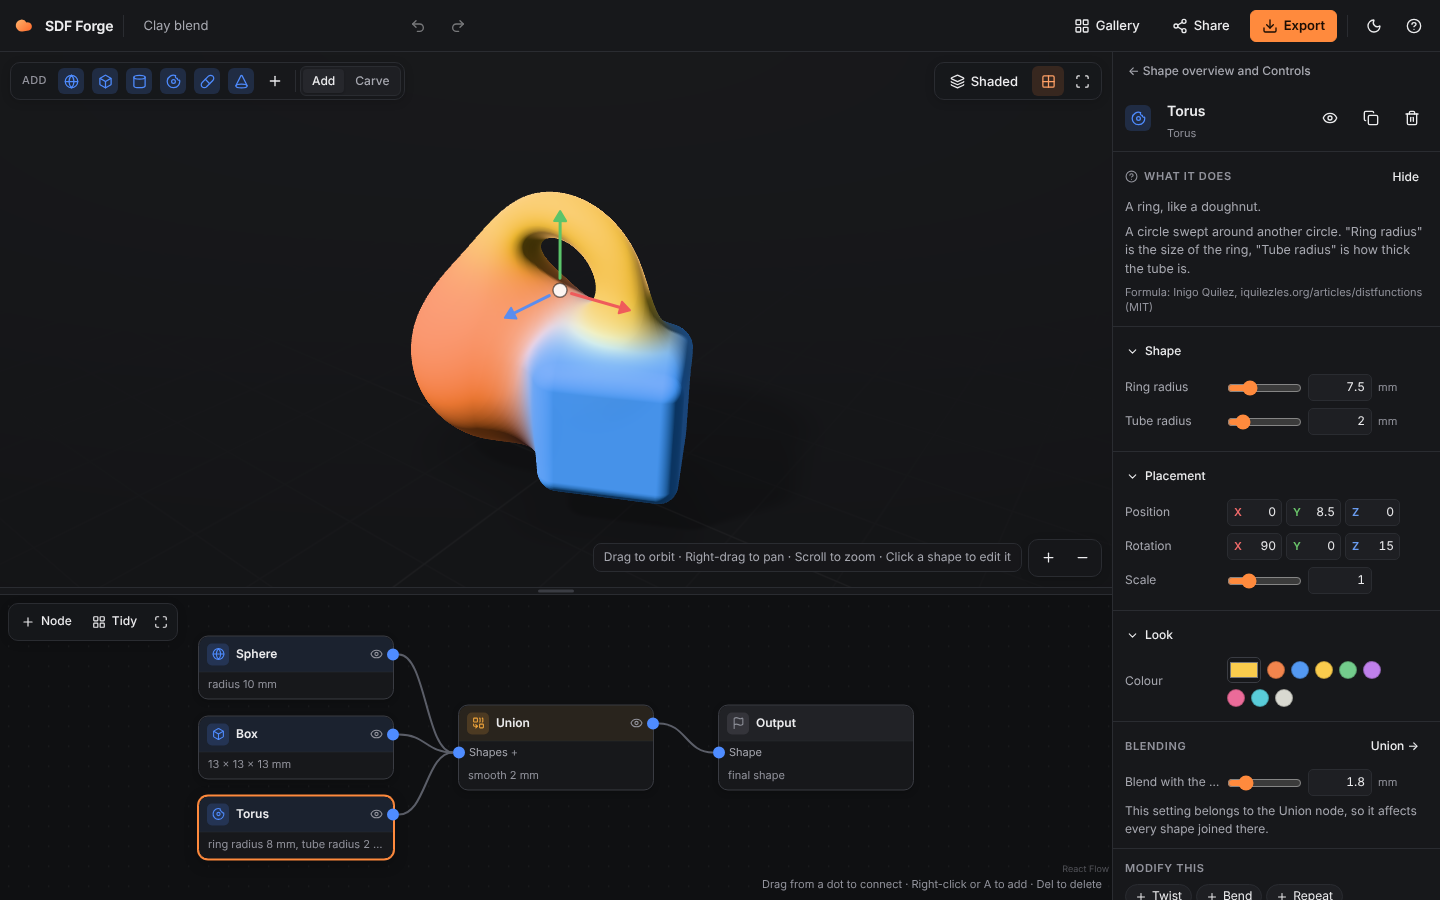 SDF Forge
Clay blend
Gallery
Share
Export
ADD
Add
Carve
Shaded
Drag to orbit · Right-drag to pan · Scroll to zoom · Click a shape to edit it
Node
Tidy
Sphere
radius 10 mm
Box
13 × 13 × 13 mm
Torus
ring radius 8 mm, tube radius 2 ...
Union
Shapes +
smooth 2 mm
Output
Shape
final shape
React Flow
Drag from a dot to connect · Right-click or A to add · Del to delete
← Shape overview and Controls
Torus
Torus
WHAT IT DOES
Hide
A ring, like a doughnut.
A circle swept around another circle. "Ring radius"
is the size of the ring, "Tube radius" is how thick
the tube is.
Formula: Inigo Quilez, iquilezles.org/articles/distfunctions
(MIT)
Shape
Ring radius 7.5 mm
Tube radius 2 mm
Placement
Position X 0 Y 8.5 Z 0
Rotation X 90 Y 0 Z 15
Scale 1
Look
Colour
BLENDING
Union →
Blend with the ... 1.8 mm
This setting belongs to the Union node, so it affects
every shape joined there.
MODIFY THIS
+ Twist + Bend + Repeat